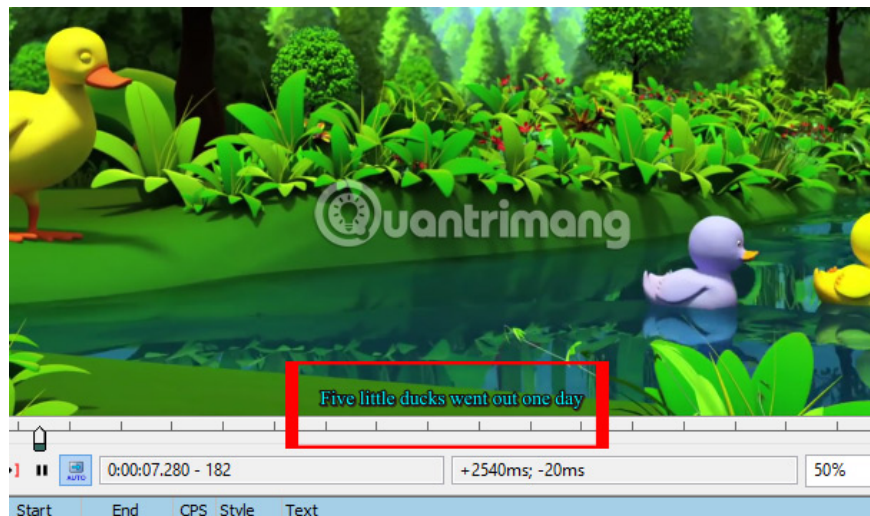 Quantrimang
Five little ducks went out one day
AUTO
0:00:07.280 - 182
+2540ms; -20ms
50%
Start End CPS Style Text